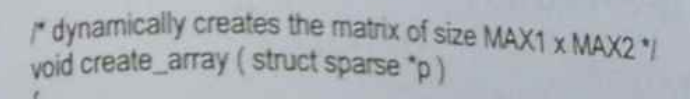 /* dynamically creates the matrix of size MAX1 x MAX2 */
void create_array ( struct sparse *p )
{